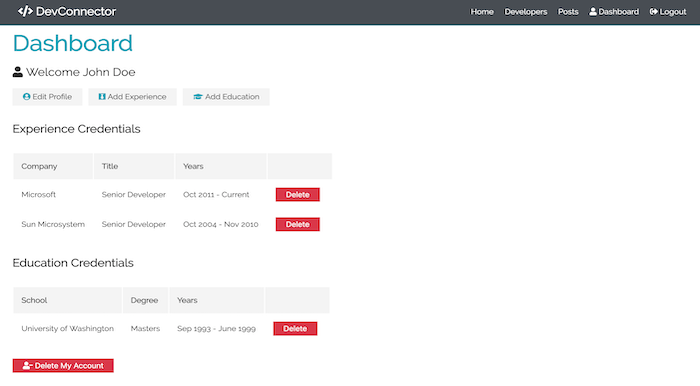 </> DevConnector Home Developers Posts Dashboard Logout
Dashboard
Welcome John Doe
Edit Profile Add Experience Add Education
Experience Credentials
Company Title Years
Microsoft Senior Developer Oct 2011 - Current Delete
Sun Microsystem Senior Developer Oct 2004 - Nov 2010 Delete
Education Credentials
School Degree Years
University of Washington Masters Sep 1993 - June 1999 Delete
Delete My Account